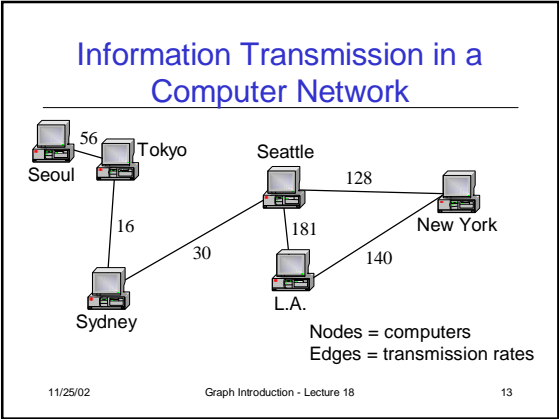 Information Transmission in a
Computer Network
56
Tokyo
Seoul
Seattle
128
New York
16
181
30
140
L.A.
Sydney
Nodes = computers
Edges = transmission rates
11/25/02
Graph Introduction - Lecture 18
13